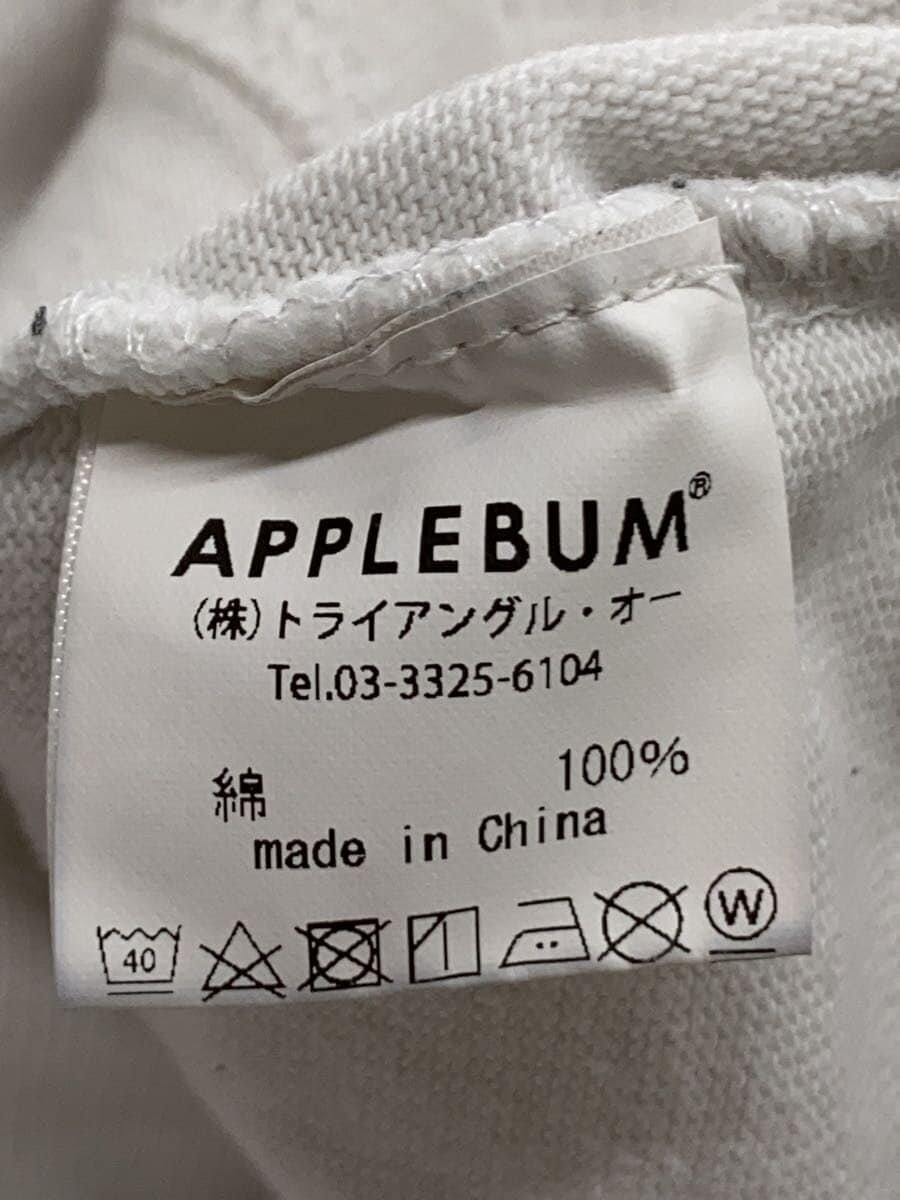 APPLEBUM®
(株)トライアングル・オー
Tel.03-3325-6104
綿 100%
made in China
40 W